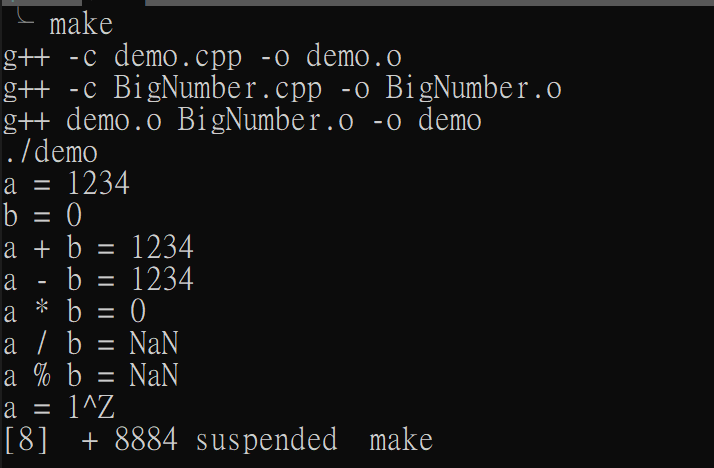 make
g++ -c demo.cpp -o demo.o
g++ -c BigNumber.cpp -o BigNumber.o
g++ demo.o BigNumber.o -o demo
./demo
a = 1234
b = 0
a + b = 1234
a - b = 1234
a * b = 0
a / b = NaN
a % b = NaN
a = 1^Z
[8]  + 8884 suspended  make